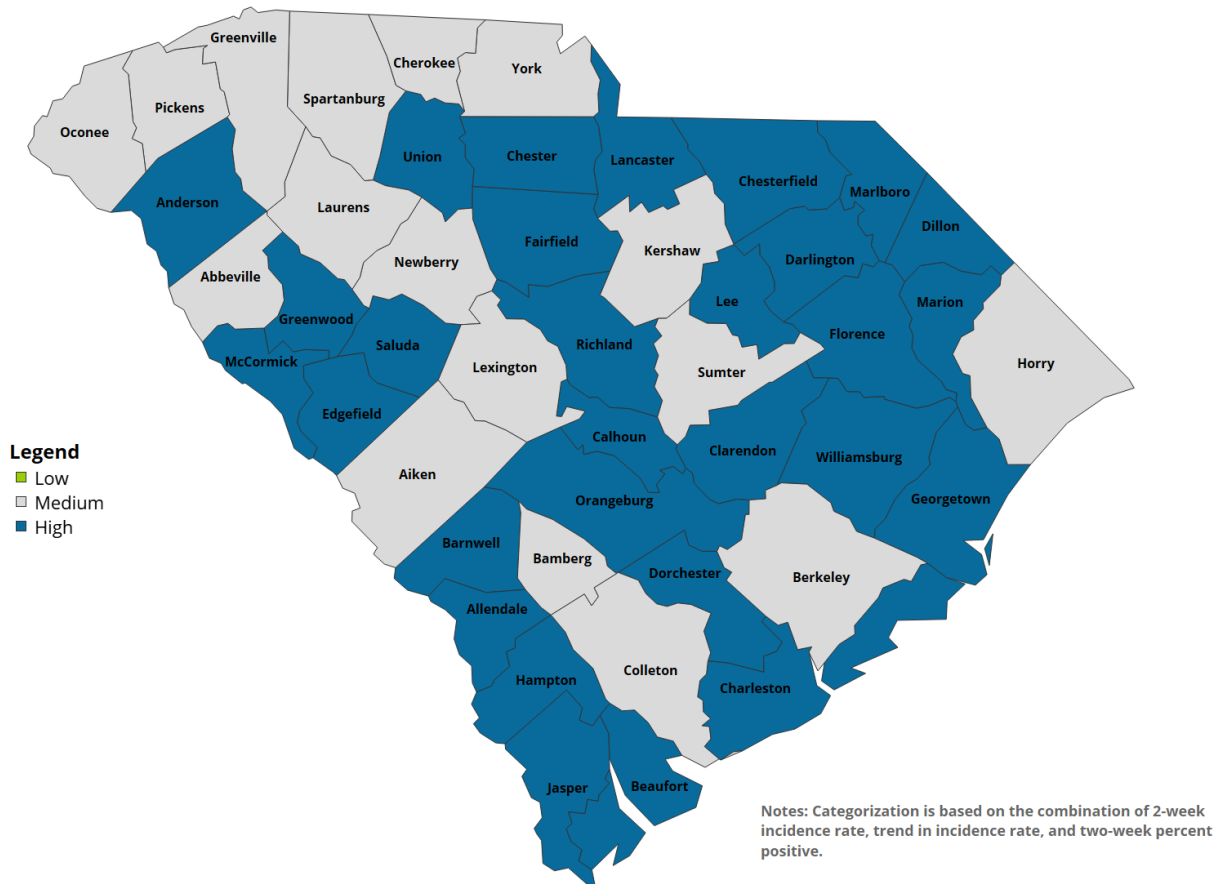 Greenville
Cherokee
York
Spartanburg
Pickens
Oconee
Union
Chester
Lancaster
Chesterfield
Marlboro
Anderson
Laurens
Dillon
Fairfield
Kershaw
Darlington
Newberry
Abbeville
Lee
Marion
Greenwood
Florence
Saluda
Richland
McCormick
Horry
Lexington
Sumter
Edgefield
Calhoun
Clarendon
Williamsburg
Legend
Low
Medium
High
Aiken
Orangeburg
Georgetown
Barnwell
Bamberg
Dorchester
Berkeley
Allendale
Colleton
Hampton
Charleston
Jasper
Beaufort
Notes: Categorization is based on the combination of 2-week
incidence rate, trend in incidence rate, and two-week percent
positive.